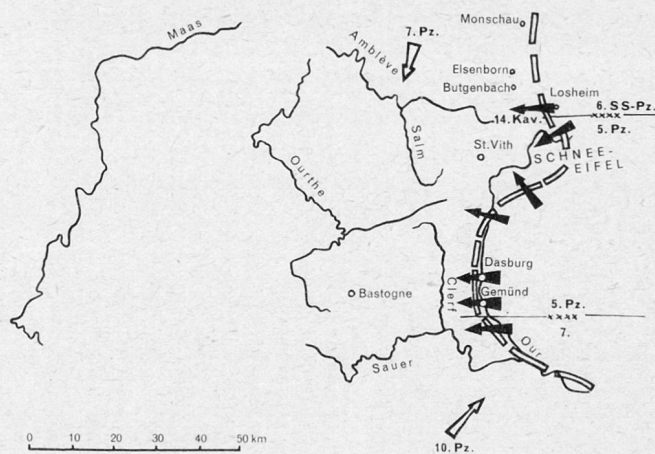 Monschau
Maas
7. Pz.
Amblève
Elsenborn
Butgenbach
Losheim
6. SS-Pz.
xxxx
5. Pz.
14. Kav.
Salm
St.Vith
SCHNEE-
EIFEL
Ourthe
Dasburg
Clerf
Gemünd
Bastogne
5. Pz.
xxxx
7.
Our
Sauer
10. Pz.
0 10 20 30 40 50 km